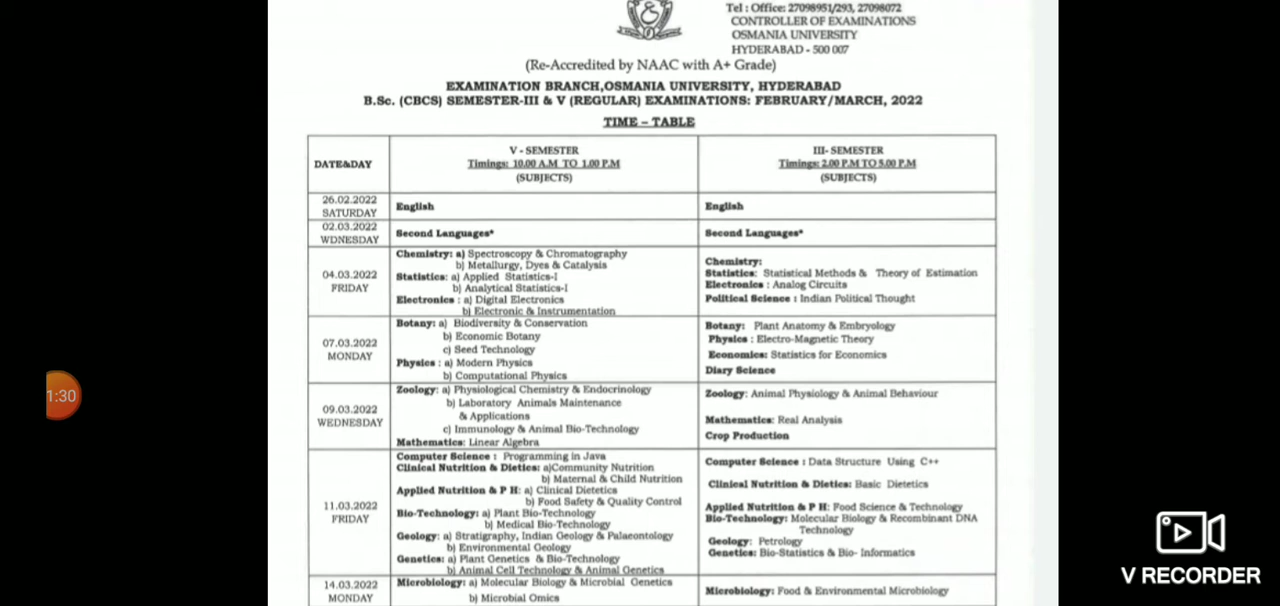 Tel : Office: 27098951/293, 27098072
CONTROLLER OF EXAMINATIONS
OSMANIA UNIVERSITY
HYDERABAD - 500 007
(Re-Accredited by NAAC with A+ Grade)
EXAMINATION BRANCH,OSMANIA UNIVERSITY, HYDERABAD
B.Sc. (CBCS) SEMESTER-III & V (REGULAR) EXAMINATIONS: FEBRUARY/MARCH, 2022
TIME – TABLE
DATE&DAY
V - SEMESTER
Timings: 10.00 A.M TO 1.00 P.M
(SUBJECTS)
III- SEMESTER
Timings: 2.00 P.M TO 5.00 P.M
(SUBJECTS)
26.02.2022
SATURDAY
English
English
02.03.2022
WDNESDAY
Second Languages*
Second Languages*
04.03.2022
FRIDAY
Chemistry: a) Spectroscopy & Chromatography
b) Metallurgy, Dyes & Catalysis
Statistics: a) Applied Statistics-I
b) Analytical Statistics-I
Electronics : a) Digital Electronics
b) Electronic & Instrumentation
Chemistry:
Statistics: Statistical Methods & Theory of Estimation
Electronics : Analog Circuits
Political Science : Indian Political Thought
07.03.2022
MONDAY
Botany: a) Biodiversity & Conservation
b) Economic Botany
c) Seed Technology
Physics : a) Modern Physics
b) Computational Physics
Botany: Plant Anatomy & Embryology
Physics : Electro-Magnetic Theory
Economics: Statistics for Economics
Diary Science
09.03.2022
WEDNESDAY
Zoology: a) Physiological Chemistry & Endocrinology
b) Laboratory Animals Maintenance
& Applications
c) Immunology & Animal Bio-Technology
Mathematics: Linear Algebra
Zoology: Animal Physiology & Animal Behaviour
Mathematics: Real Analysis
Crop Production
11.03.2022
FRIDAY
Computer Science : Programming in Java
Clinical Nutrition & Dietics: a)Community Nutrition
b) Maternal & Child Nutrition
Applied Nutrition & P H: a) Clinical Dietetics
b) Food Safety & Quality Control
Bio-Technology: a) Plant Bio-Technology
b) Medical Bio-Technology
Geology: a) Stratigraphy, Indian Geology & Palaeontology
b) Environmental Geology
Genetics: a) Plant Genetics & Bio-Technology
b) Animal Cell Technology & Animal Genetics
Computer Science : Data Structure Using C++
Clinical Nutrition & Dietics: Basic Dietetics
Applied Nutrition & P H: Food Science & Technology
Bio-Technology: Molecular Biology & Recombinant DNA
Technology
Geology: Petrology
Genetics: Bio-Statistics & Bio- Informatics
14.03.2022
MONDAY
Microbiology: a) Molecular Biology & Microbial Genetics
b) Microbial Omics
Microbiology: Food & Environmental Microbiology
1:30
V RECORDER